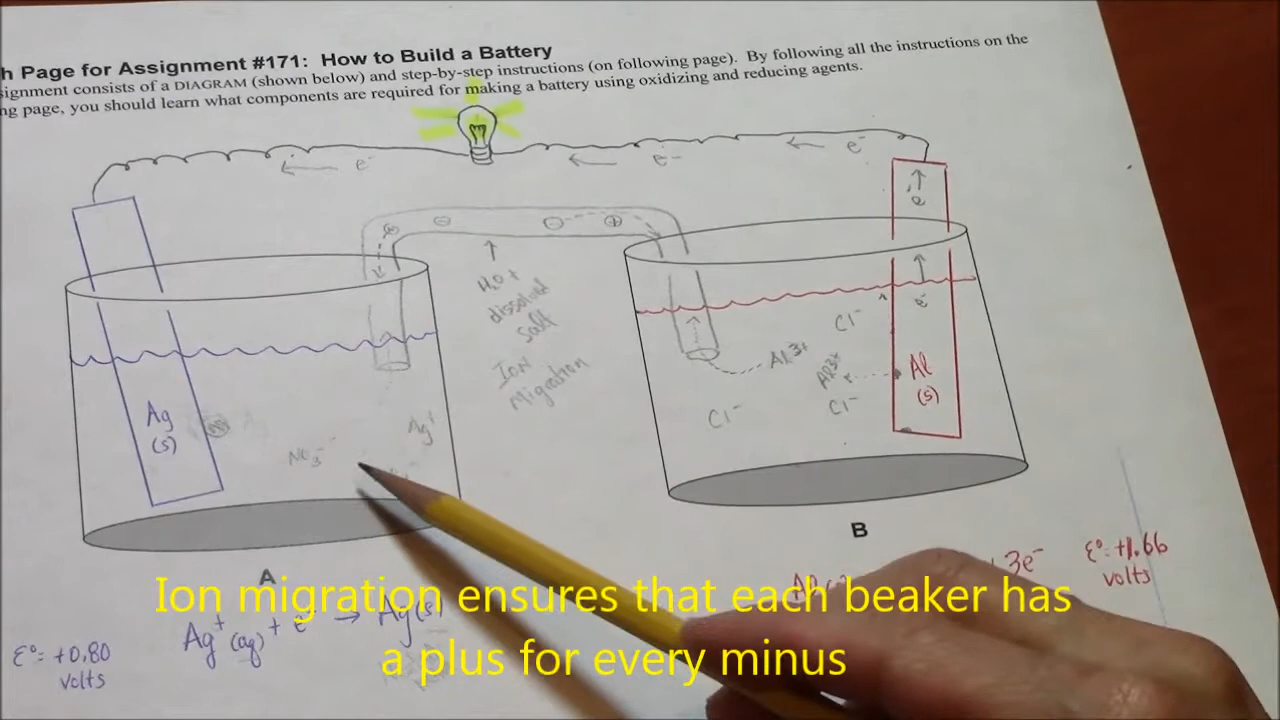 h Page for Assignment #171: How to Build a Battery
signment consists of a DIAGRAM (shown below) and step-by-step instructions (on following page). By following all the instructions on the
ng page, you should learn what components are required for making a battery using oxidizing and reducing agents.
e⁻
e⁻
e⁻
e
⊖
⊖
+
H₂O +
dissolved
salt
Ion
Migration
e⁻
Cl⁻
Al³⁺
Al³⁺
Al
(s)
Cl⁻
Cl⁻
Ag
(s)
NO₃⁻
Ag⁺
B
A
3e⁻
Ɛ°= +1.66
volts
Ag⁺(aq) + e⁻ → Ag(s)
Ɛ°= +0.80
volts
Ion migration ensures that each beaker has
a plus for every minus